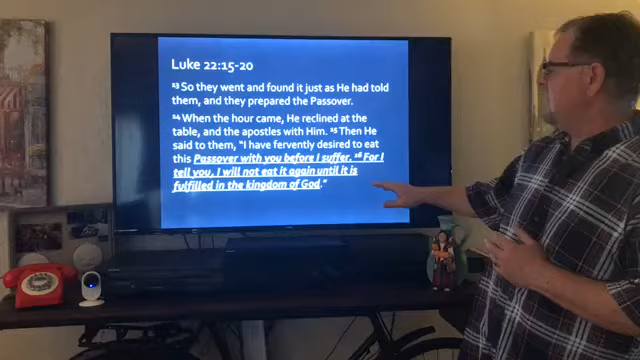 Luke 22:15-20
13 So they went and found it just as He had told
them, and they prepared the Passover.
14 When the hour came, He reclined at the
table, and the apostles with Him. 15 Then He
said to them, “I have fervently desired to eat
this Passover with you before I suffer. 16 For I
tell you, I will not eat it again until it is
fulfilled in the kingdom of God.”